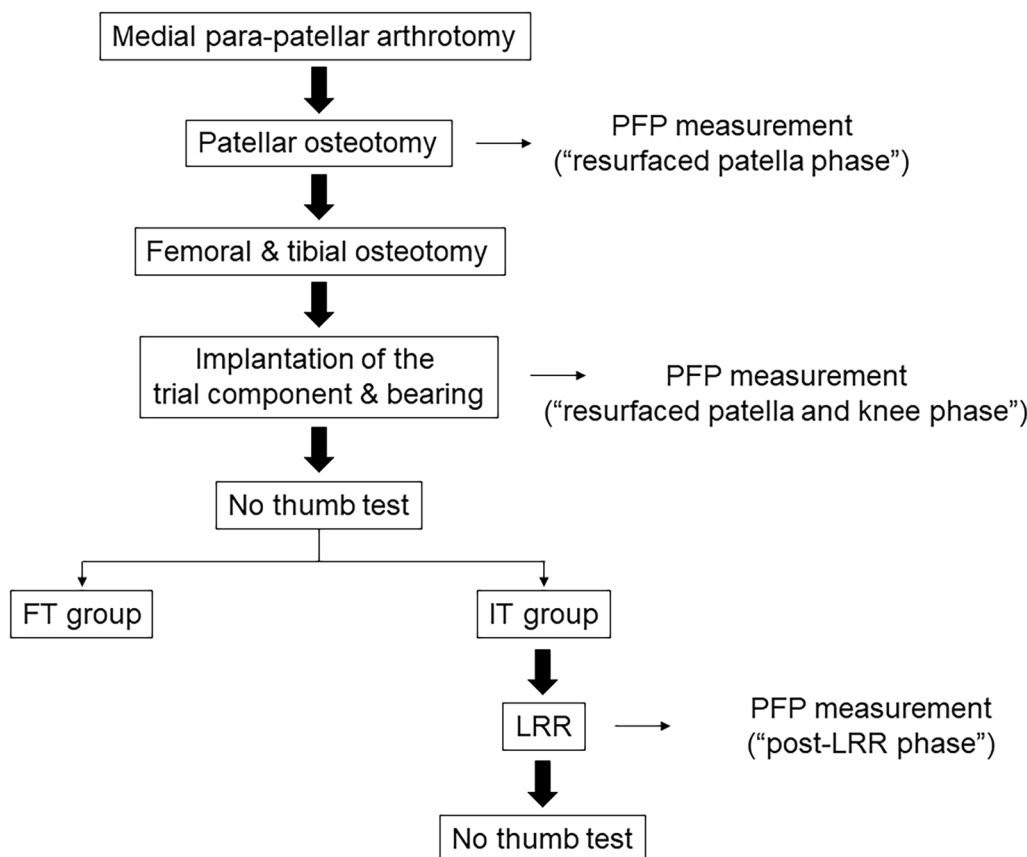 Medial para-patellar arthrotomy
Patellar osteotomy
PFP measurement
(“resurfaced patella phase”)
Femoral & tibial osteotomy
Implantation of the
trial component & bearing
PFP measurement
(“resurfaced patella and knee phase”)
No thumb test
FT group
IT group
LRR
PFP measurement
(“post-LRR phase”)
No thumb test